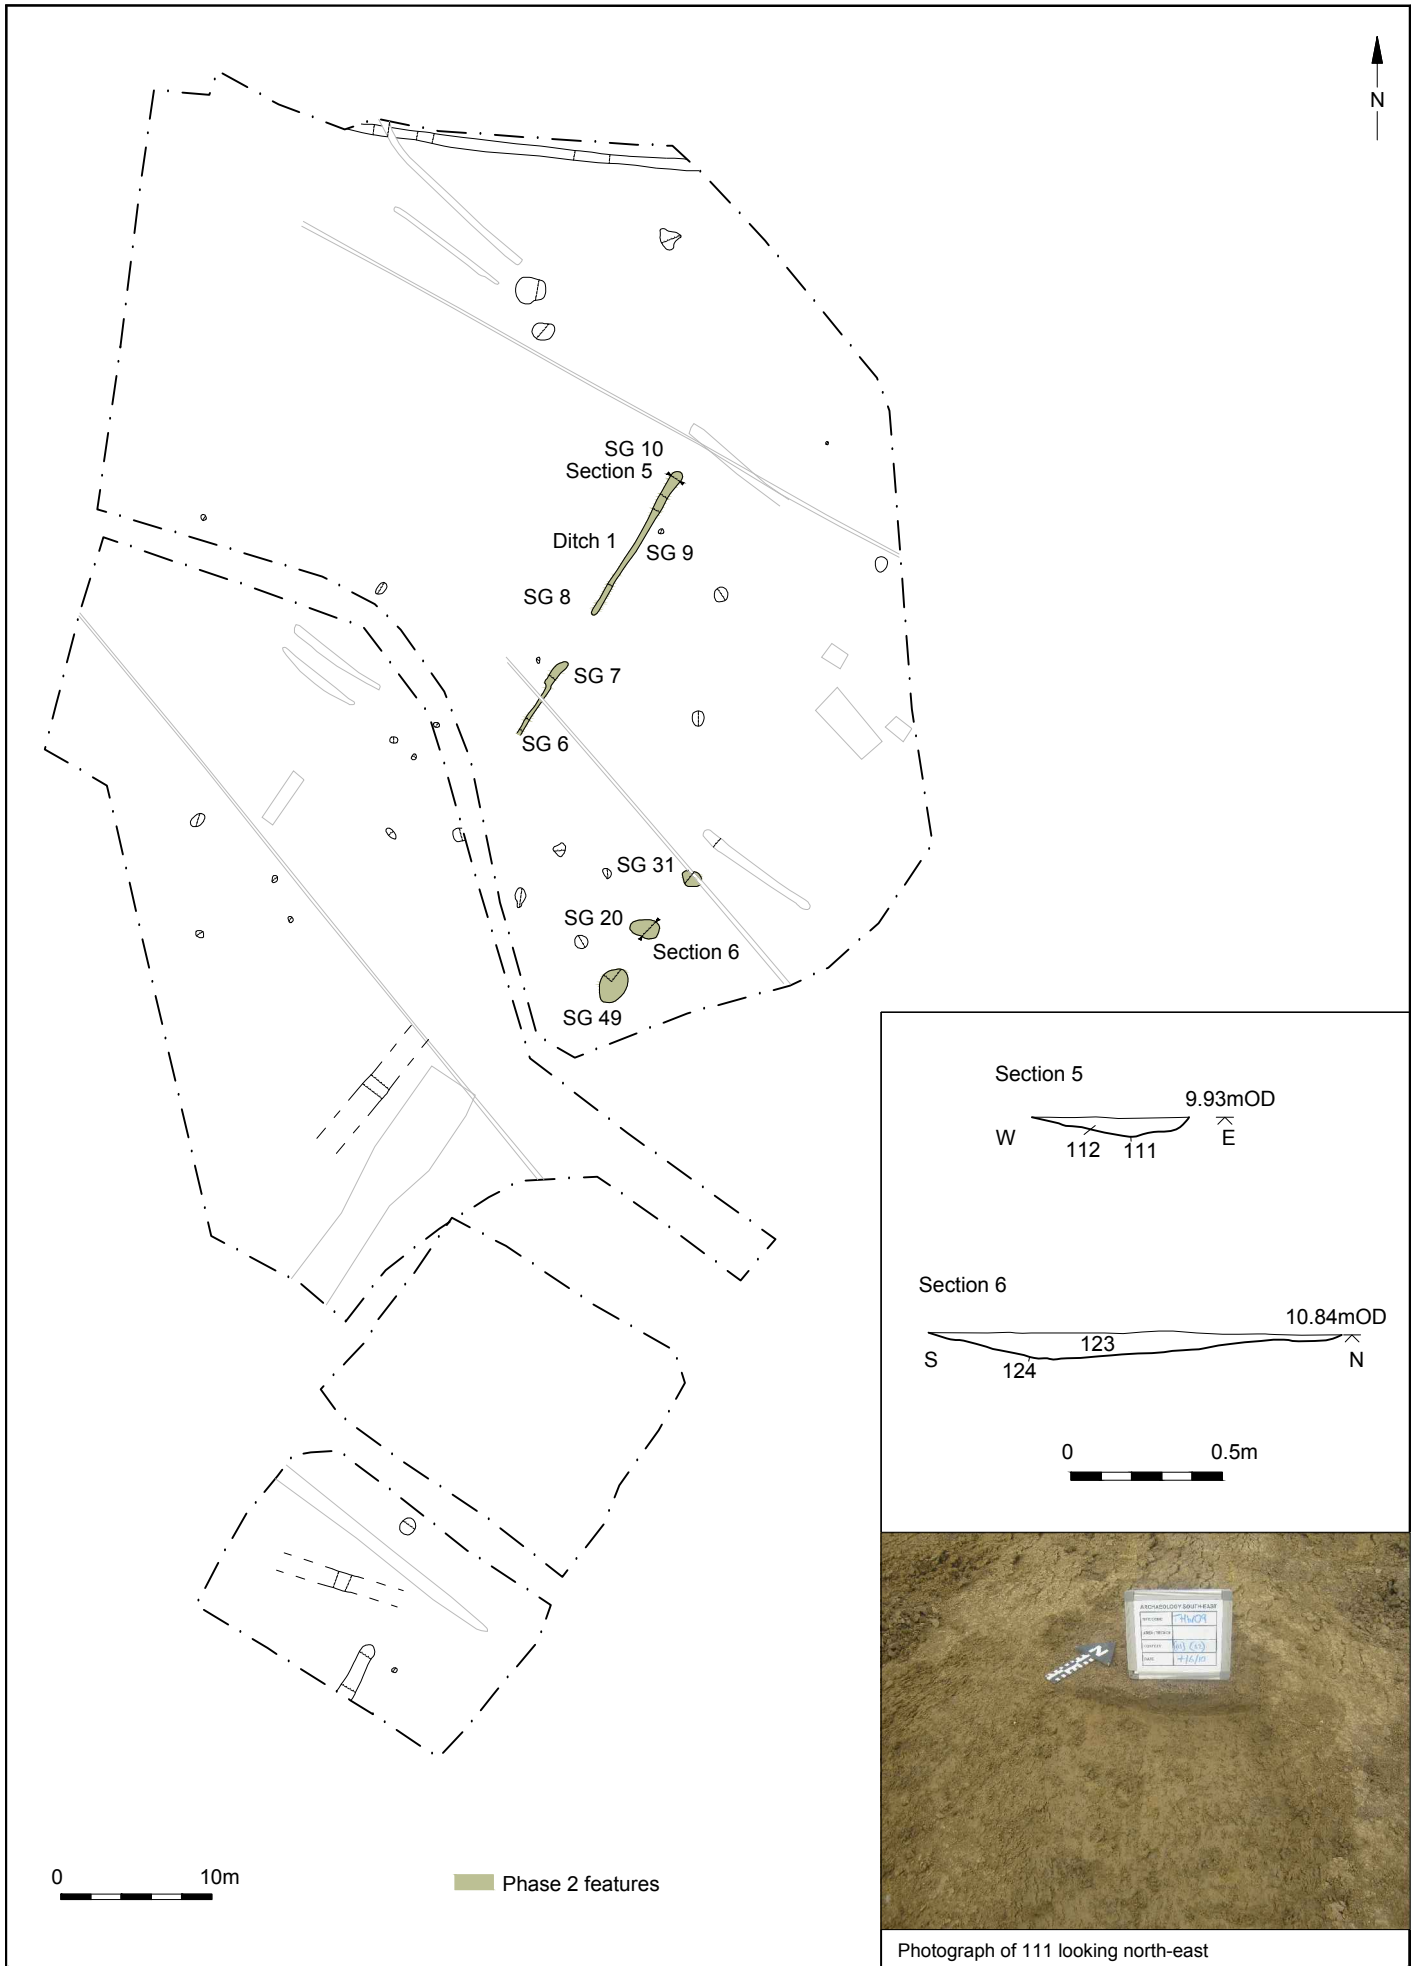 N
SG 10
Section 5
Ditch 1
SG 9
SG 8
SG 7
SG 6
SG 31
SG 20
Section 6
SG 49
Section 5
9.93mOD
W
E
112
111
Section 6
10.84mOD
123
S
N
124
0
0.5m
ARCHAEOLOGY SOUTH-EAST
THW09
N
0
10m
Phase 2 features
Photograph of 111 looking north-east